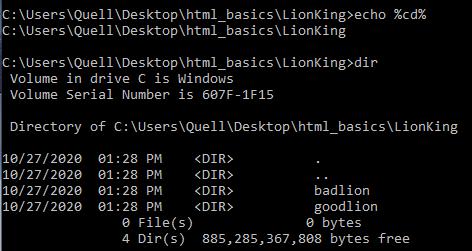 C:\Users\Quell\Desktop\html_basics\LionKing>echo %cd%
C:\Users\Quell\Desktop\html_basics\LionKing
C:\Users\Quell\Desktop\html_basics\LionKing>dir
 Volume in drive C is Windows
 Volume Serial Number is 607F-1F15
 Directory of C:\Users\Quell\Desktop\html_basics\LionKing
10/27/2020  01:28 PM    <DIR>          .
10/27/2020  01:28 PM    <DIR>          ..
10/27/2020  01:28 PM    <DIR>          badlion
10/27/2020  01:28 PM    <DIR>          goodlion
               0 File(s)              0 bytes
               4 Dir(s)  885,285,367,808 bytes free